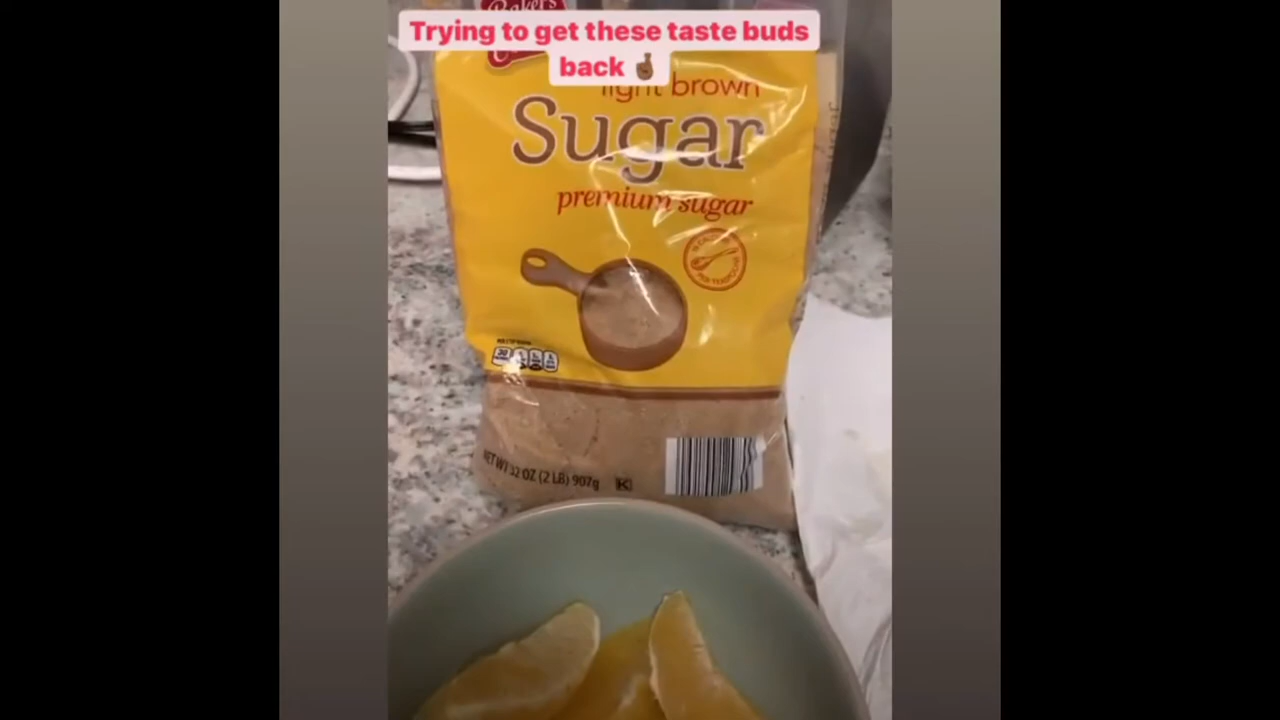 Baker's
Trying to get these taste buds
back 🤞🏾
light brown
Sugar
premium sugar
NET WT 32 OZ (2 LB) 907g
K